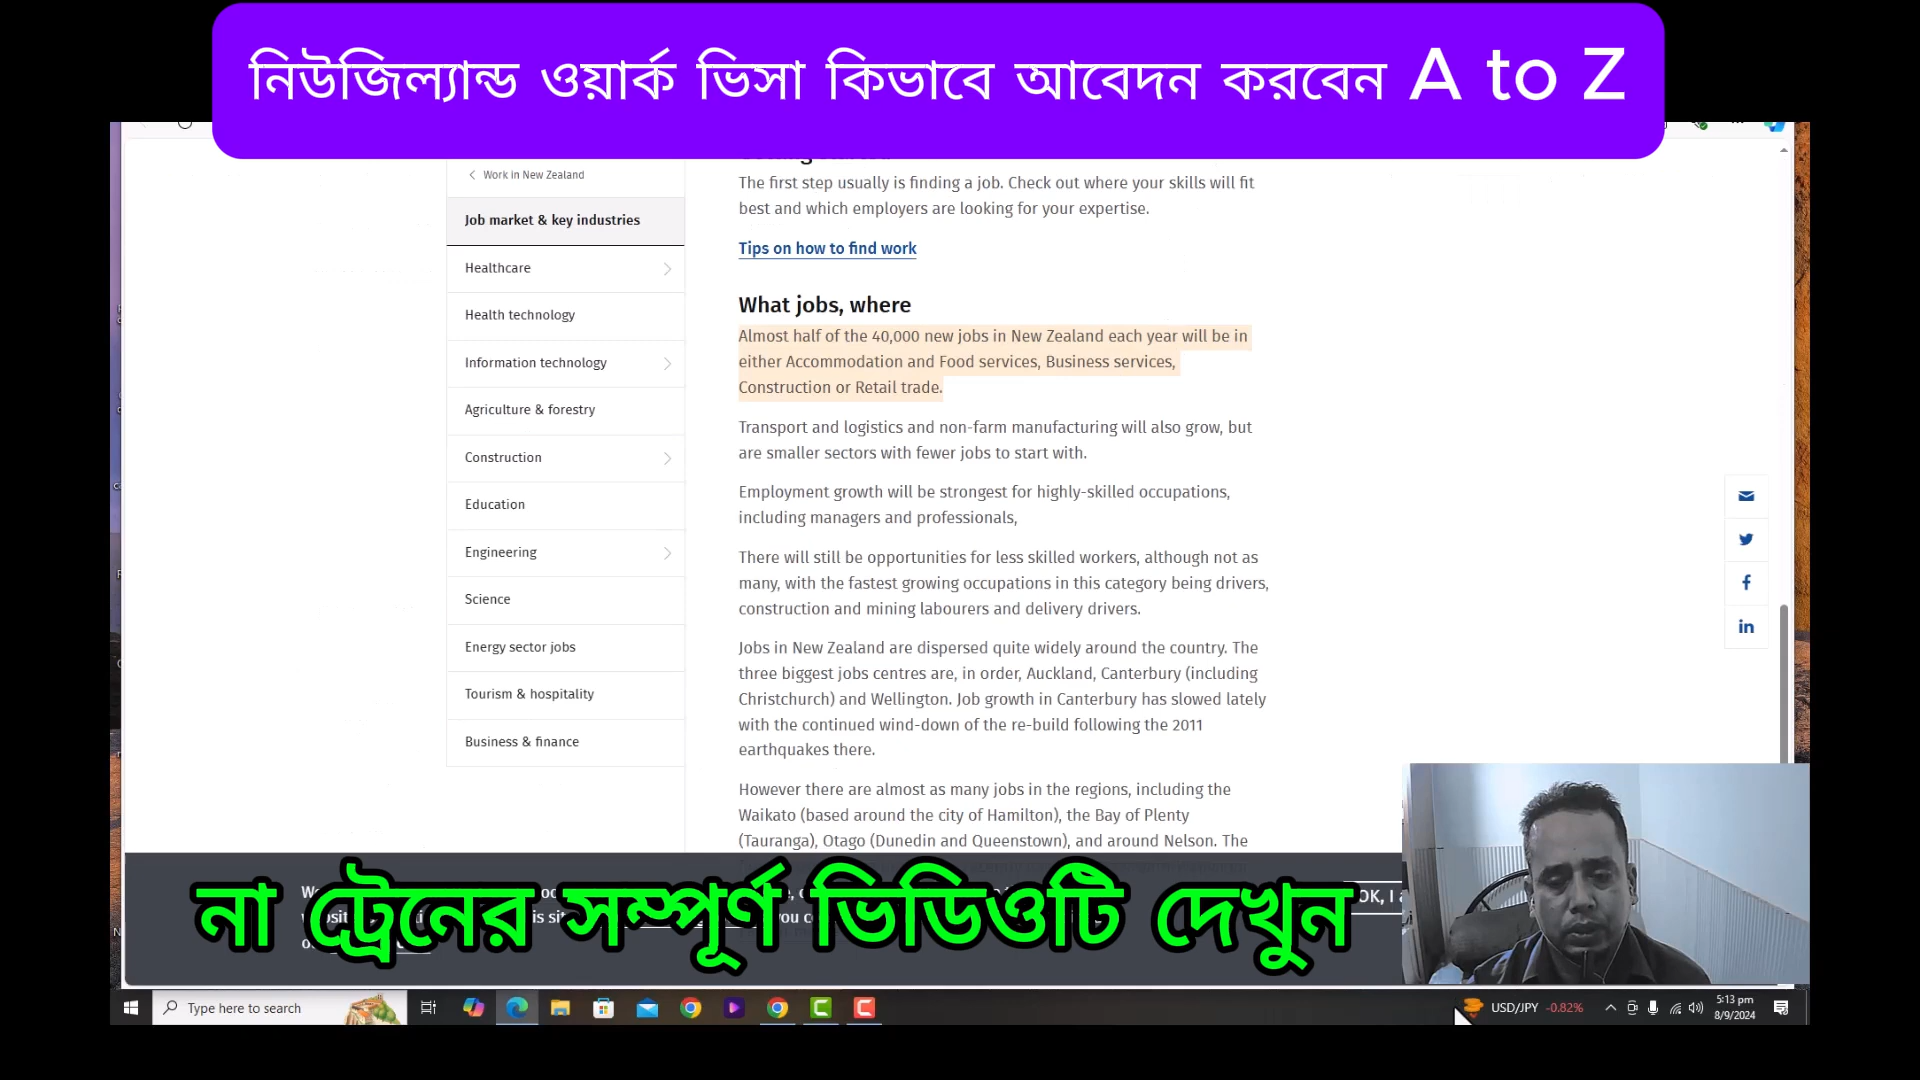 নিউজিল্যান্ড ওয়ার্ক ভিসা কিভাবে আবেদন করবেন A to Z
Work in New Zealand
Job market & key industries
Healthcare
Health technology
Information technology
Agriculture & forestry
Construction
Education
Engineering
Science
Energy sector jobs
Tourism & hospitality
Business & finance
The first step usually is finding a job. Check out where your skills will fit
best and which employers are looking for your expertise.
Tips on how to find work
What jobs, where
Almost half of the 40,000 new jobs in New Zealand each year will be in
either Accommodation and Food services, Business services,
Construction or Retail trade.
Transport and logistics and non-farm manufacturing will also grow, but
are smaller sectors with fewer jobs to start with.
Employment growth will be strongest for highly-skilled occupations,
including managers and professionals,
There will still be opportunities for less skilled workers, although not as
many, with the fastest growing occupations in this category being drivers,
construction and mining labourers and delivery drivers.
Jobs in New Zealand are dispersed quite widely around the country. The
three biggest jobs centres are, in order, Auckland, Canterbury (including
Christchurch) and Wellington. Job growth in Canterbury has slowed lately
with the continued wind-down of the re-build following the 2011
earthquakes there.
However there are almost as many jobs in the regions, including the
Waikato (based around the city of Hamilton), the Bay of Plenty
(Tauranga), Otago (Dunedin and Queenstown), and around Nelson. The
OK, I
না ট্রেনের সম্পূর্ণ ভিডিওটি দেখুন
Type here to search
USD/JPY -0.82%
5:13 pm
8/9/2024